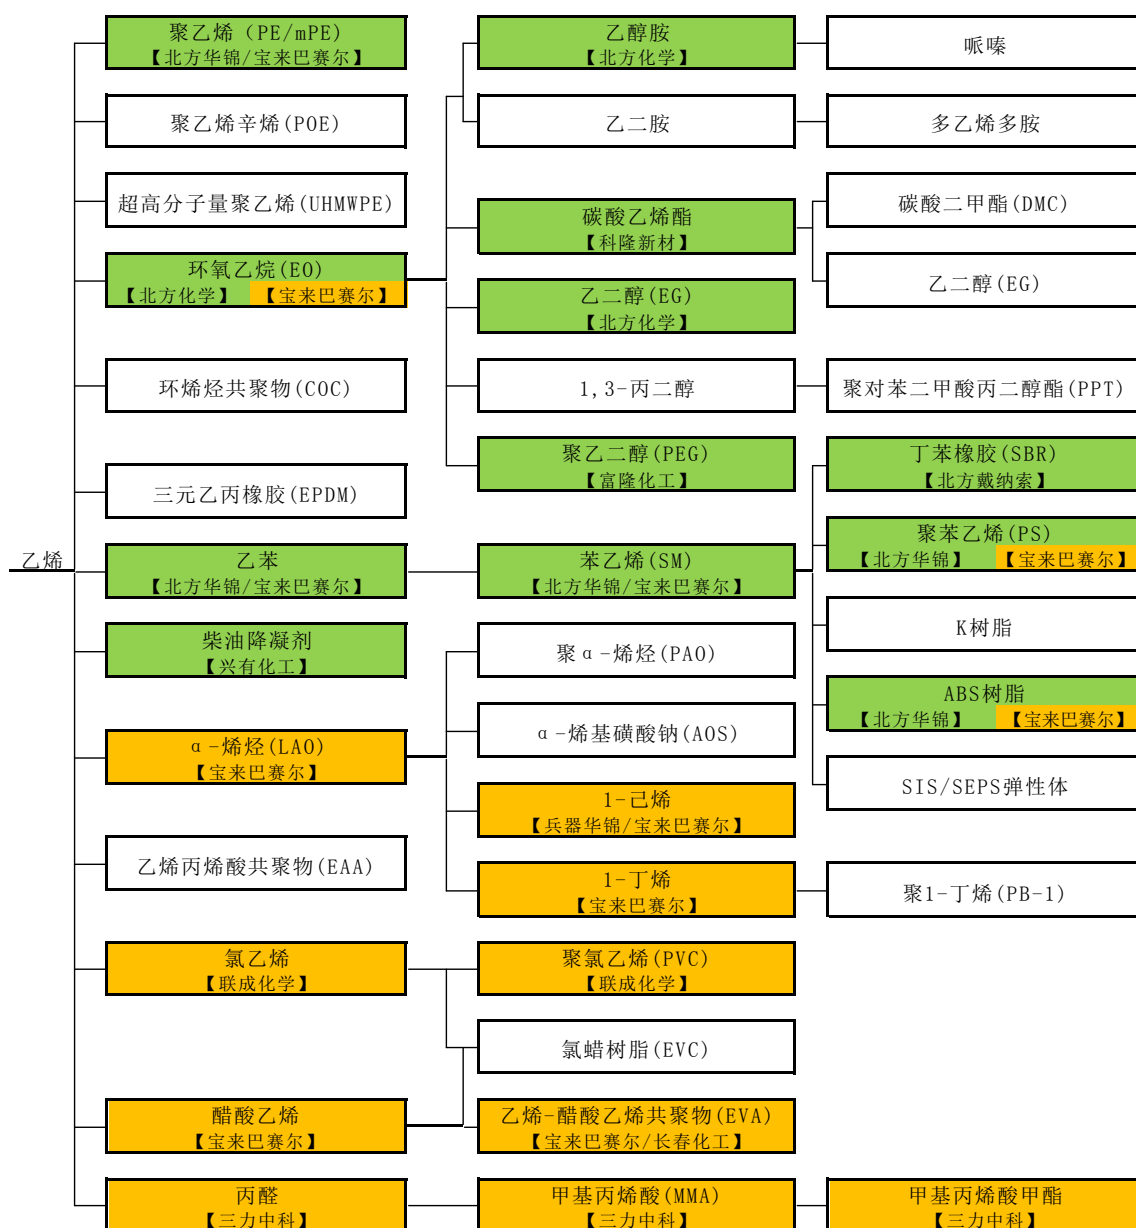 乙烯
聚乙烯（PE/mPE)
【北方华锦/宝来巴赛尔】
聚乙烯辛烯(POE)
超高分子量聚乙烯(UHMWPE)
环氧乙烷(EO)
【北方化学】 【宝来巴赛尔】
环烯烃共聚物(COC)
三元乙丙橡胶(EPDM)
乙苯
【北方华锦/宝来巴赛尔】
柴油降凝剂
【兴有化工】
α-烯烃(LAO)
【宝来巴赛尔】
乙烯丙烯酸共聚物(EAA)
氯乙烯
【联成化学】
醋酸乙烯
【宝来巴赛尔】
丙醛
【三力中科】
乙醇胺
【北方化学】
乙二胺
碳酸乙烯酯
【科隆新材】
乙二醇(EG)
【北方化学】
1,3-丙二醇
聚乙二醇(PEG)
【富隆化工】
苯乙烯(SM)
【北方华锦/宝来巴赛尔】
聚α-烯烃(PAO)
α-烯基磺酸钠(AOS)
1-己烯
【兵器华锦/宝来巴赛尔】
1-丁烯
【宝来巴赛尔】
聚氯乙烯(PVC)
【联成化学】
氯蜡树脂(EVC)
乙烯-醋酸乙烯共聚物(EVA)
【宝来巴赛尔/长春化工】
甲基丙烯酸(MMA)
【三力中科】
哌嗪
多乙烯多胺
碳酸二甲酯(DMC)
乙二醇(EG)
聚对苯二甲酸丙二醇酯(PPT)
丁苯橡胶(SBR)
【北方戴纳索】
聚苯乙烯(PS)
【北方华锦】 【宝来巴赛尔】
K树脂
ABS树脂
【北方华锦】 【宝来巴赛尔】
SIS/SEPS弹性体
聚1-丁烯(PB-1)
甲基丙烯酸甲酯
【三力中科】